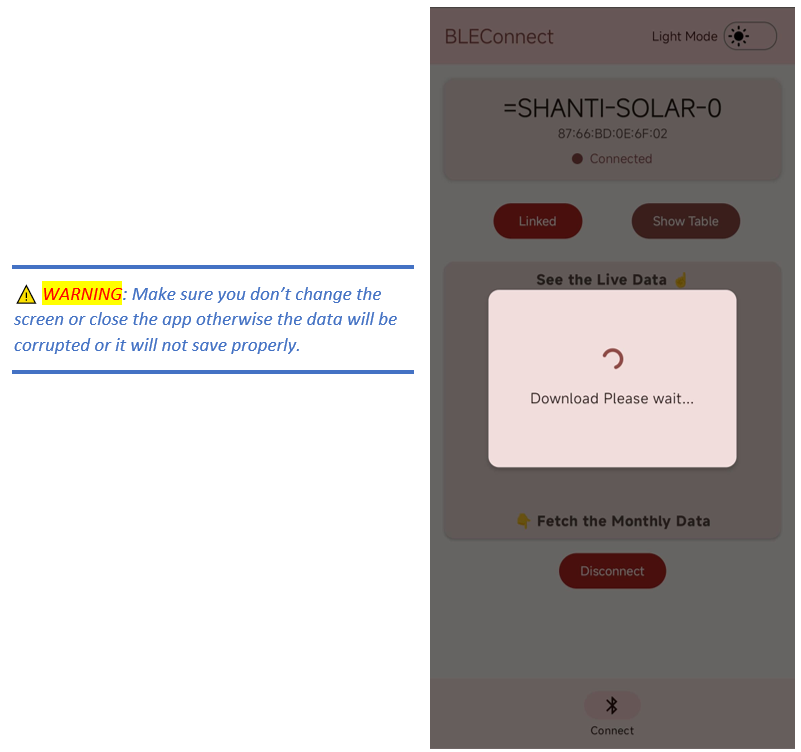 ⚠ WARNING: Make sure you don’t change the
screen or close the app otherwise the data will be
corrupted or it will not save properly.
BLEConnect
Light Mode
=SHANTI-SOLAR-0
87:66:BD:0E:6F:02
Connected
Linked
Show Table
See the Live Data ☝
Download Please wait...
👇 Fetch the Monthly Data
Disconnect
Connect